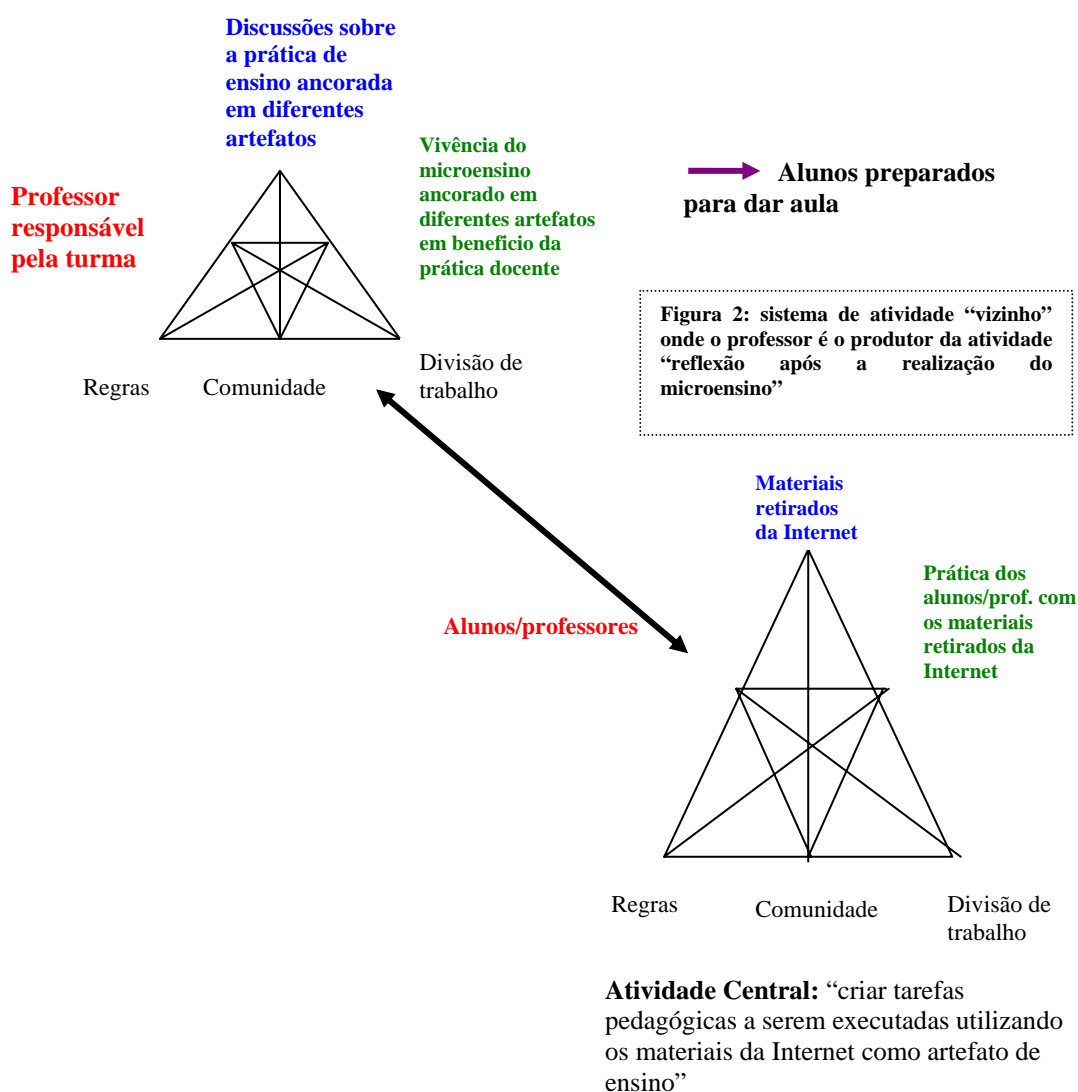 Discussões sobre
a prática de
ensino ancorada
em diferentes
artefatos
Professor
responsável
pela turma
Vivência do
microensino
ancorado em
diferentes artefatos
em beneficio da
prática docente
Alunos preparados
para dar aula
Figura 2: sistema de atividade “vizinho”
onde o professor é o produtor da atividade
“reflexão após a realização do
microensino”
Regras
Comunidade
Divisão de
trabalho
Materiais
retirados
da Internet
Alunos/professores
Prática dos
alunos/prof. com
os materiais
retirados da
Internet
Regras
Comunidade
Divisão de
trabalho
Atividade Central: “criar tarefas
pedagógicas a serem executadas utilizando
os materiais da Internet como artefato de
ensino”